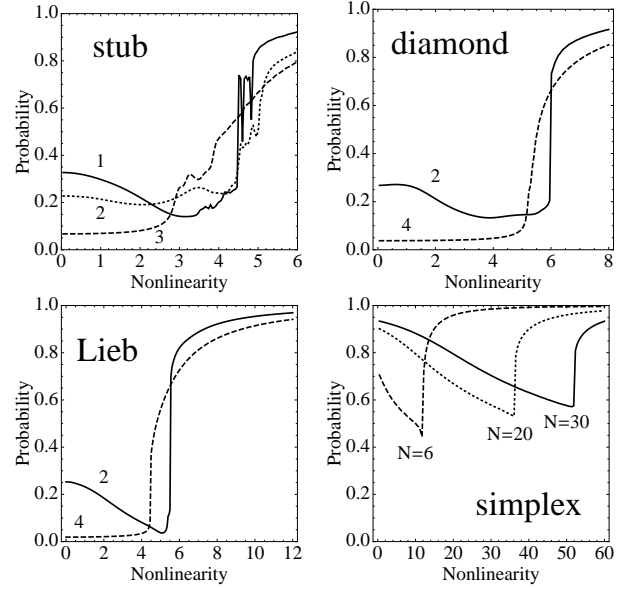 1.0
0.8
0.6
0.4
0.2
0.0
Probability
stub
1
2
3
0 1 2 3 4 5 6
Nonlinearity
1.0
0.8
0.6
0.4
0.2
0.0
Probability
diamond
2
4
0 2 4 6 8
Nonlinearity
1.0
0.8
0.6
0.4
0.2
0.0
Probability
Lieb
2
4
0 2 4 6 8 10 12
Nonlinearity
1.0
0.8
0.6
0.4
0.2
0.0
Probability
N=6
N=20
N=30
simplex
0 10 20 30 40 50 60
Nonlinearity